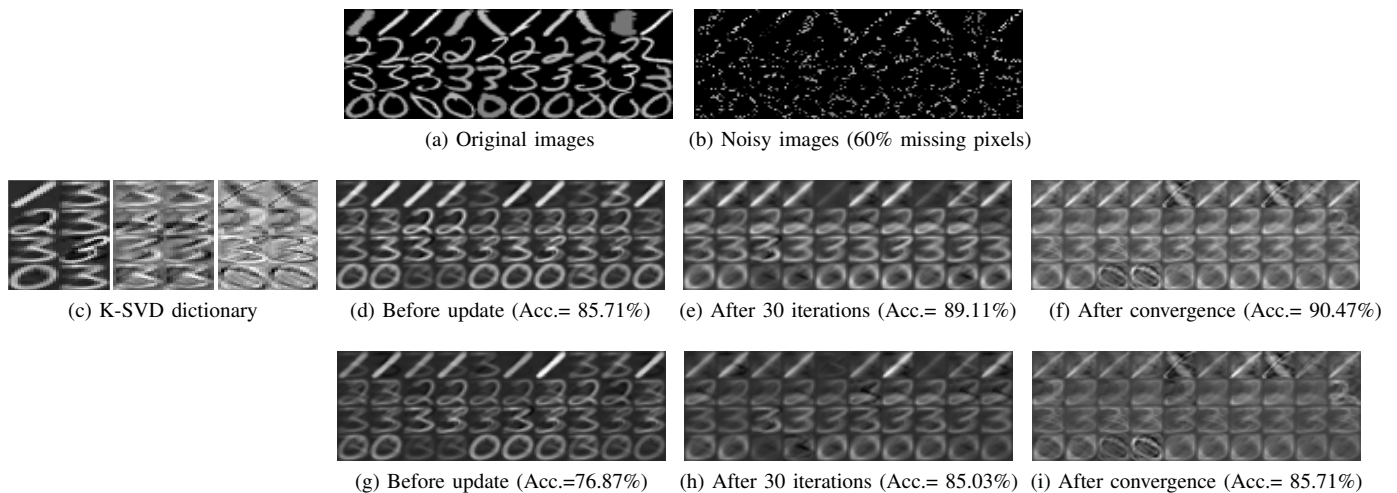 (a) Original images
(b) Noisy images (60% missing pixels)
(c) K-SVD dictionary
(d) Before update (Acc.= 85.71%)
(e) After 30 iterations (Acc.= 89.11%)
(f) After convergence (Acc.= 90.47%)
(g) Before update (Acc.=76.87%)
(h) After 30 iterations (Acc.= 85.03%)
(i) After convergence (Acc.= 85.71%)